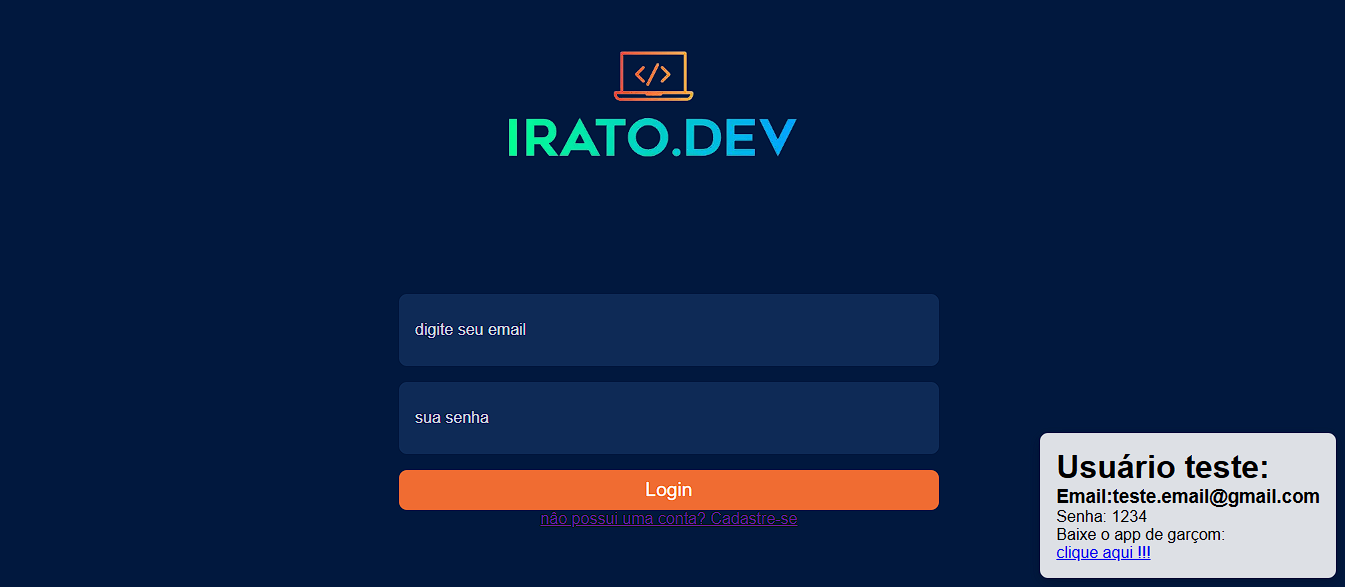 </>
IRATO.DEV
digite seu email
sua senha
Login
não possui uma conta? Cadastre-se
Usuário teste:
Email:teste.email@gmail.com
Senha: 1234
Baixe o app de garçom:
clique aqui !!!